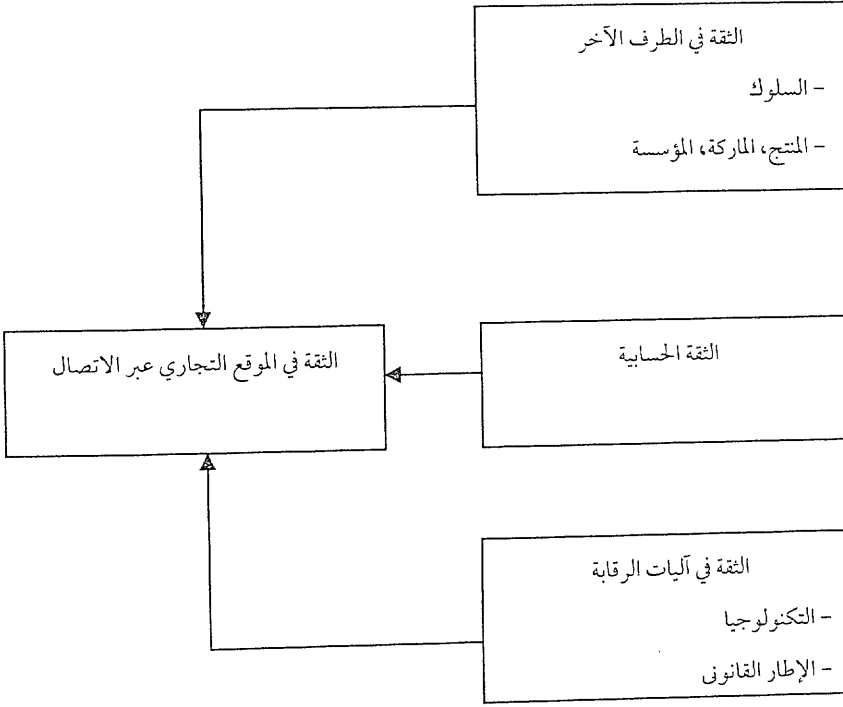 الثقة في الطرف الآخر
- السلوك
- المنتج، الماركة، المؤسسة
الثقة الحسابية
الثقة في الموقع التجاري عبر الاتصال
الثقة في آليات الرقابة
- التكنولوجيا
- الإطار القانونى